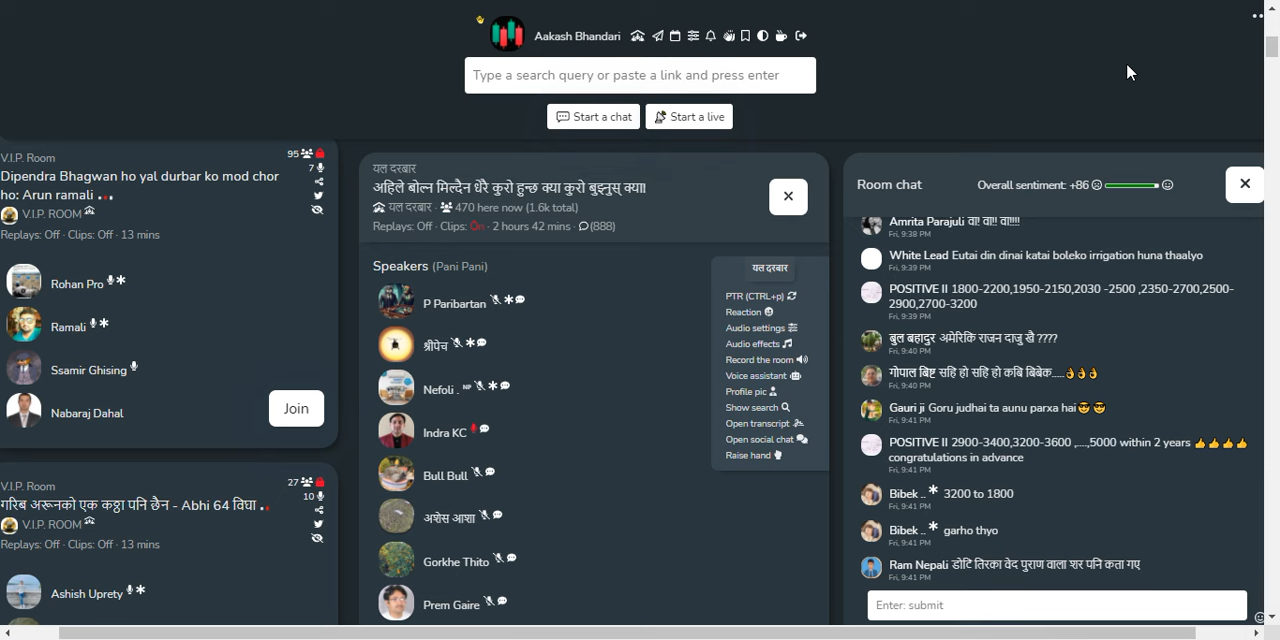 Aakash Bhandari
Type a search query or paste a link and press enter
Start a chat
Start a live
V.I.P. Room
95
Dipendra Bhagwan ho yal durbar ko mod chor
7
ho: Arun ramali
V.I.P. ROOM
Replays: Off · Clips: Off · 13 mins
Rohan Pro
Ramali
Ssamir Ghising
Nabaraj Dahal
Join
V.I.P. Room
27
गरिब अरूनको एक कठ्ठा पनि छैन - Abhi 64 विघा
10
V.I.P. ROOM
Replays: Off · Clips: Off · 13 mins
Ashish Uprety
यल दरबार
अहिले बोल्न मिल्दैन धेरै कुरो हुन्छ क्या कुरो बुझ्नुस् क्या॥
यल दरबार · 470 here now (1.6k total)
Replays: Off · Clips: On · 2 hours 42 mins · (888)
Speakers (Pani Pani)
P Paribartan
श्रीपेच
Nefoli . NP
Indra KC
Bull Bull
अशेस आशा
Gorkhe Thito
Prem Gaire
यल दरबार
PTR (CTRL+p)
Reaction
Audio settings
Audio effects
Record the room
Voice assistant
Profile pic
Show search
Open transcript
Open social chat
Raise hand
Room chat
Overall sentiment: +86
Amrita Parajuli वा! वा!! वा!!!!
Fri, 9:38 PM
White Lead Eutai din dinai katai boleko irrigation huna thaalyo
Fri, 9:39 PM
POSITIVE II 1800-2200,1950-2150,2030 -2500 ,2350-2700,2500-
2900,2700-3200
Fri, 9:39 PM
बुल बहादुर अमेरिकि राजन दाजु खै ????
Fri, 9:40 PM
गोपाल बिष्ट सहि हो सहि हो कबि बिबेक.....👌👌👌
Fri, 9:40 PM
Gauri ji Goru judhai ta aunu parxa hai😎😎
Fri, 9:41 PM
POSITIVE II 2900-3400,3200-3600 ,....,5000 within 2 years 👍👍👍👍
congratulations in advance
Fri, 9:41 PM
Bibek .. * 3200 to 1800
Fri, 9:41 PM
Bibek .. * garho thyo
Fri, 9:41 PM
Ram Nepali डोटि तिरका वेद पुराण वाला शर पनि कता गए
Fri, 9:41 PM
Enter: submit